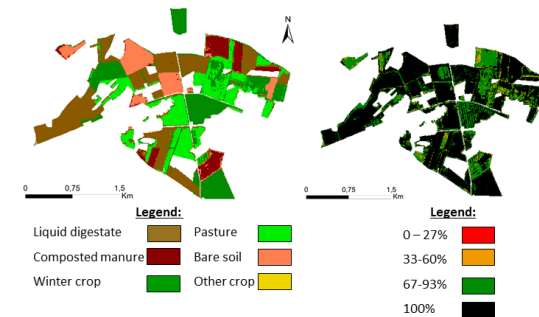 N
0 0,75 1,5
Km
Legend:
Liquid digestate
Pasture
Composted manure
Bare soil
Winter crop
Other crop
0 0,75 1,5
Km
Legend:
0 – 27%
33-60%
67-93%
100%